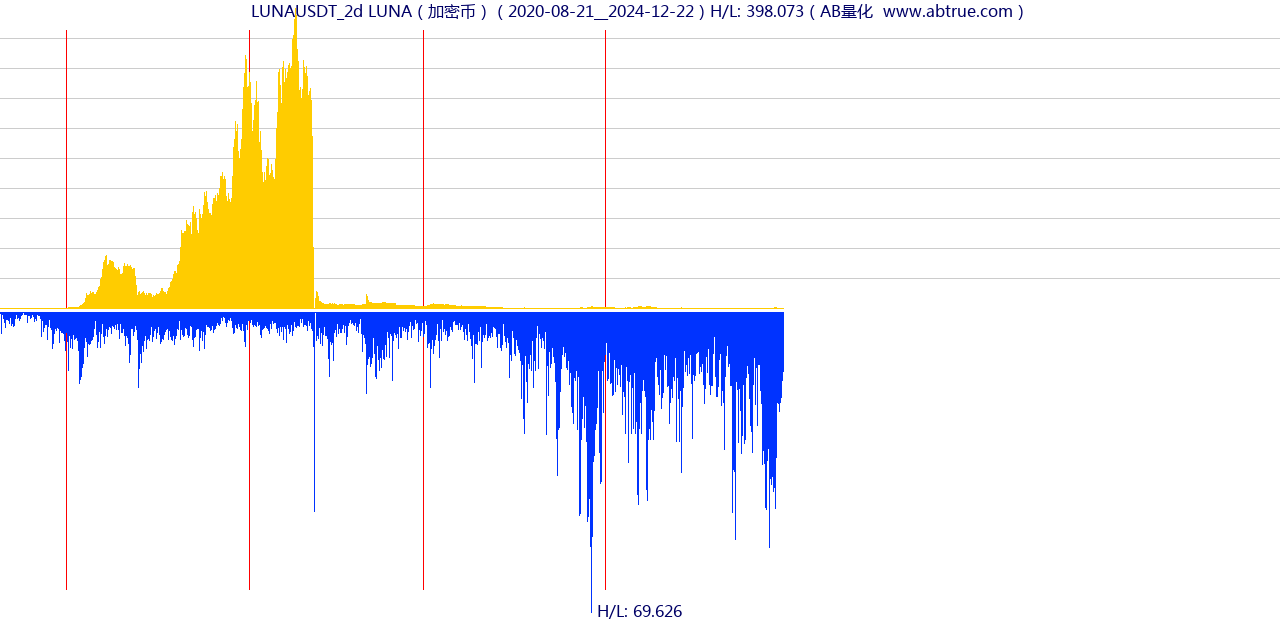 LUNAUSDT_2d LUNA ( 加密币 ) ( 2020-08-21__2024-12-22 ) H/L: 398.073 ( AB量化  www.abtrue.com )
H/L: 69.626